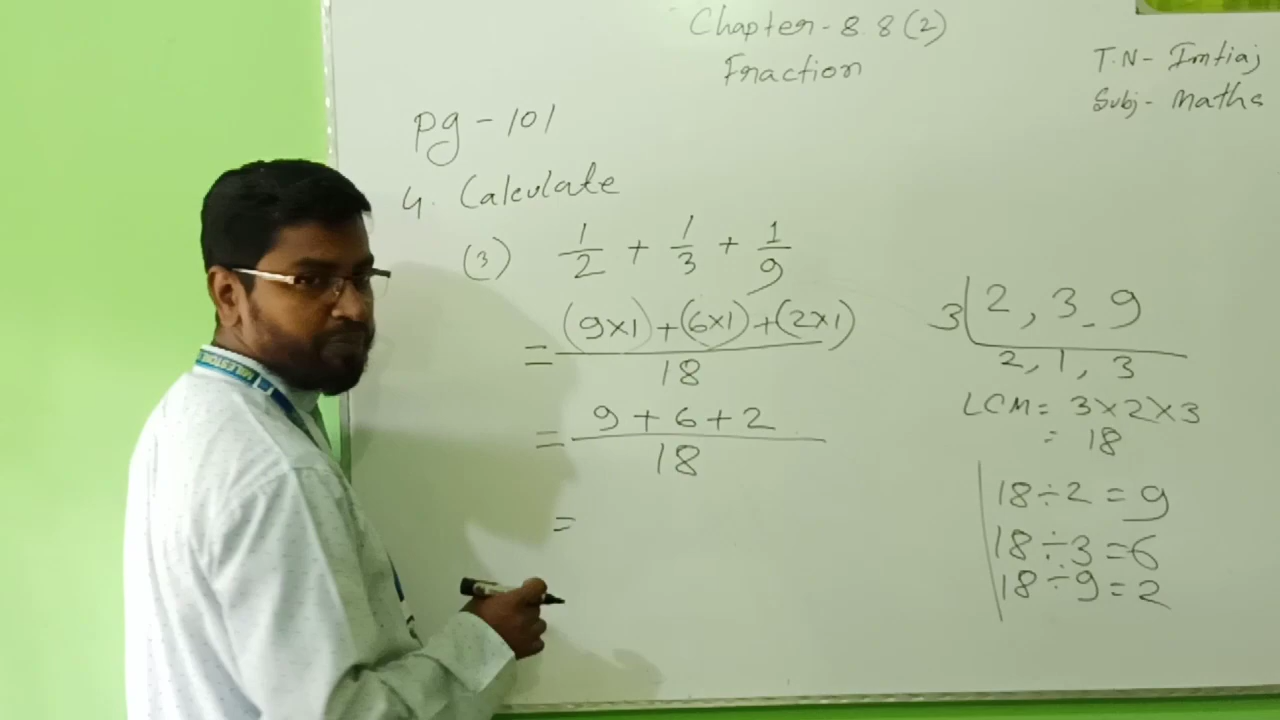 Chapter - 8.8 (2)
Fraction
T.N - Imtiaj
Subj - Maths
Pg - 101
4. Calculate
(3) 1/2 + 1/3 + 1/9
= (9×1) + (6×1) + (2×1) / 18
= 9 + 6 + 2 / 18
=
3 | 2, 3, 9
2, 1, 3
LCM = 3×2×3
= 18
18 ÷ 2 = 9
18 ÷ 3 = 6
18 ÷ 9 = 2